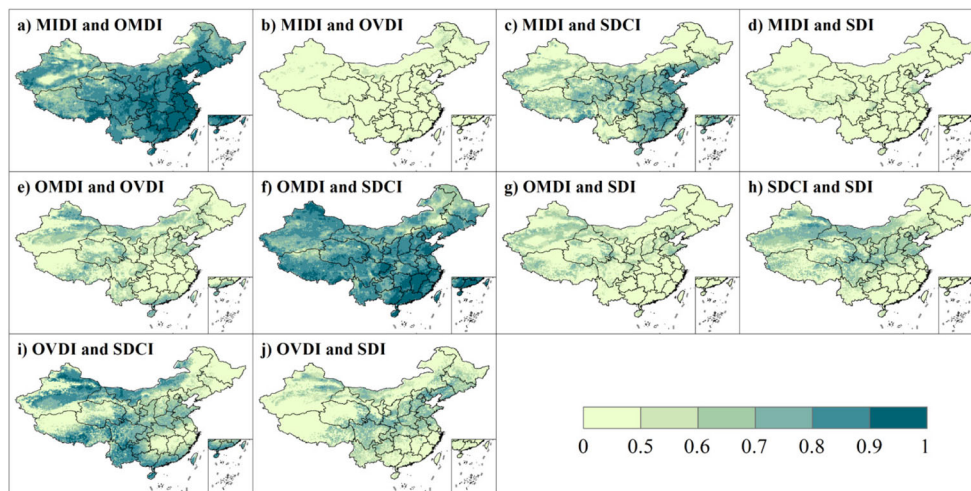 a) MIDI and OMDI
b) MIDI and OVDI
c) MIDI and SDCI
d) MIDI and SDI
e) OMDI and OVDI
f) OMDI and SDCI
g) OMDI and SDI
h) SDCI and SDI
i) OVDI and SDCI
j) OVDI and SDI
0 0.5 0.6 0.7 0.8 0.9 1